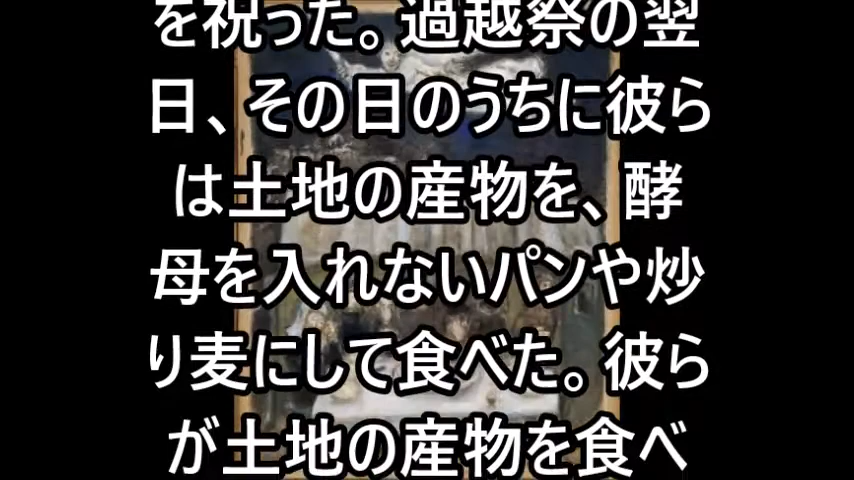 を祝った。過越祭の翌
日、その日のうちに彼ら
は土地の産物を、酵
母を入れないパンや炒
り麦にして食べた。彼ら
が土地の産物を食べ